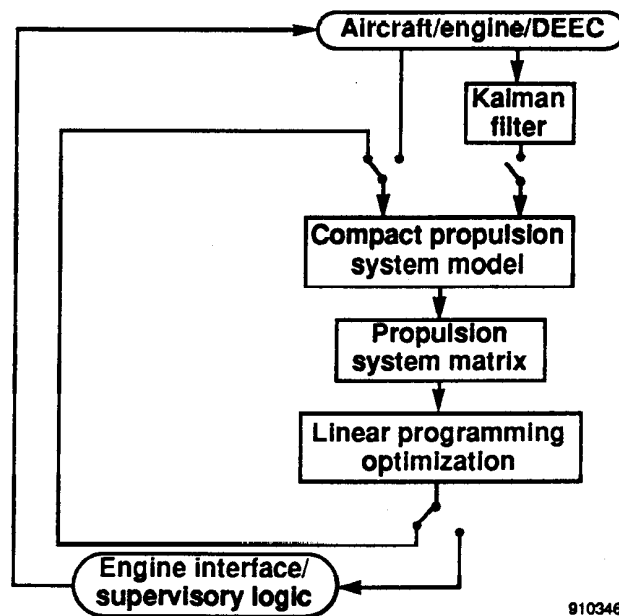 Aircraft/engine/DEEC
Kalman
filter
Compact propulsion
system model
Propulsion
system matrix
Linear programming
optimization
Engine interface/
supervisory logic
910346